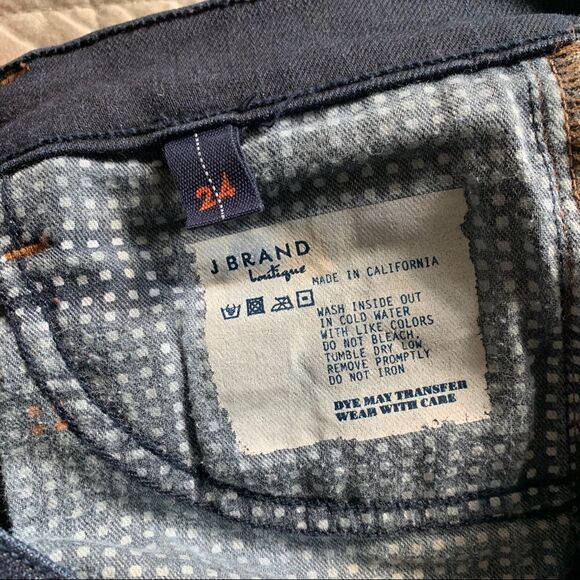 24
J BRAND
boutique
MADE IN CALIFORNIA
WASH INSIDE OUT
IN COLD WATER
WITH LIKE COLORS
DO NOT BLEACH
TUMBLE DRY LOW
REMOVE PROMPTLY
DO NOT IRON
DYE MAY TRANSFER
WEAR WITH CARE